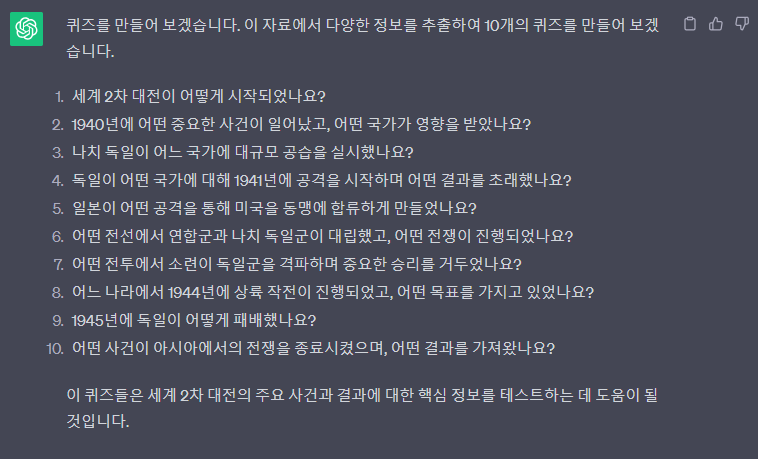 퀴즈를 만들어 보겠습니다. 이 자료에서 다양한 정보를 추출하여 10개의 퀴즈를 만들어 보겠
습니다.
1. 세계 2차 대전이 어떻게 시작되었나요?
2. 1940년에 어떤 중요한 사건이 일어났고, 어떤 국가가 영향을 받았나요?
3. 나치 독일이 어느 국가에 대규모 공습을 실시했나요?
4. 독일이 어떤 국가에 대해 1941년에 공격을 시작하며 어떤 결과를 초래했나요?
5. 일본이 어떤 공격을 통해 미국을 동맹에 합류하게 만들었나요?
6. 어떤 전선에서 연합군과 나치 독일군이 대립했고, 어떤 전쟁이 진행되었나요?
7. 어떤 전투에서 소련이 독일군을 격파하며 중요한 승리를 거두었나요?
8. 어느 나라에서 1944년에 상륙 작전이 진행되었고, 어떤 목표를 가지고 있었나요?
9. 1945년에 독일이 어떻게 패배했나요?
10. 어떤 사건이 아시아에서의 전쟁을 종료시켰으며, 어떤 결과를 가져왔나요?
이 퀴즈들은 세계 2차 대전의 주요 사건과 결과에 대한 핵심 정보를 테스트하는 데 도움이 될
것입니다.